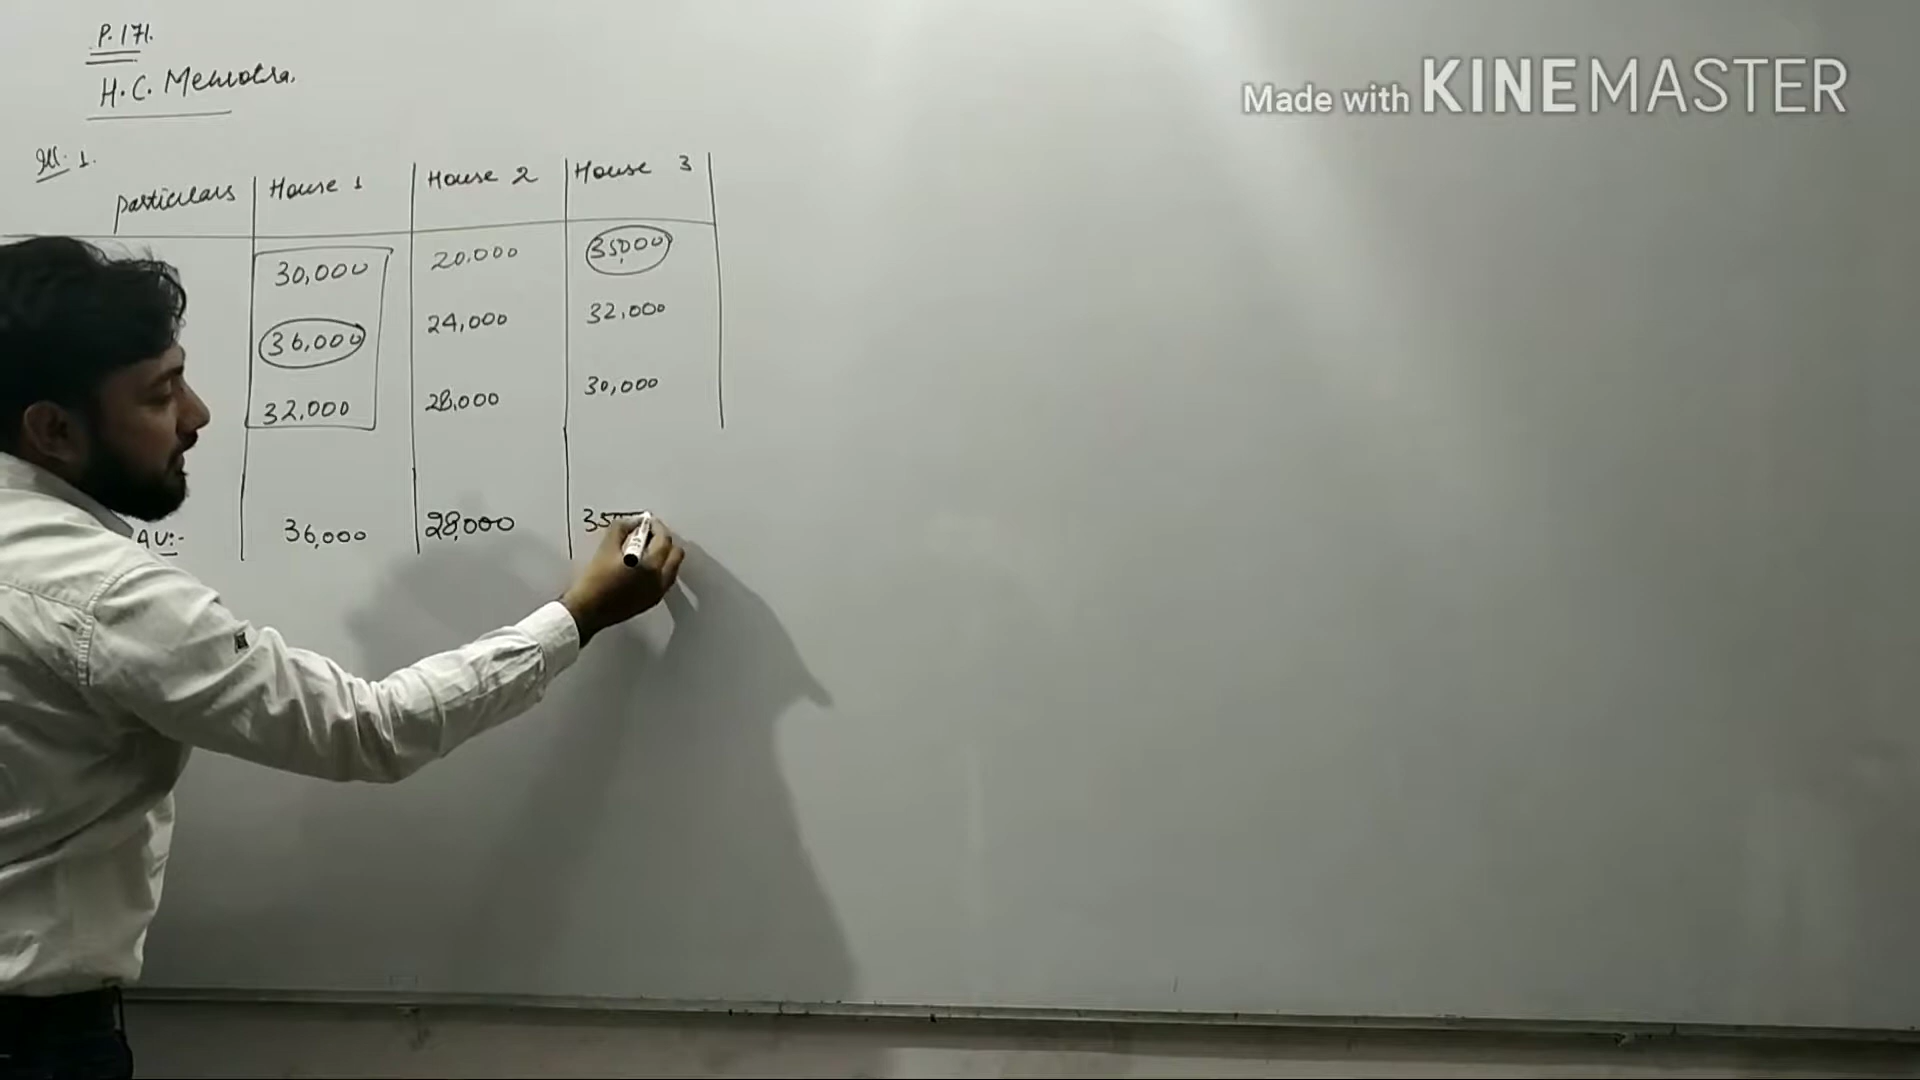 P. 171.
H.C. Mehrotra.
Made with KINEMASTER
Ill. 1.
Particulars House 1 House 2 House 3
30,000 20,000 35,000
36,000 24,000 32,000
32,000 28,000 30,000
AV:- 36,000 28,000